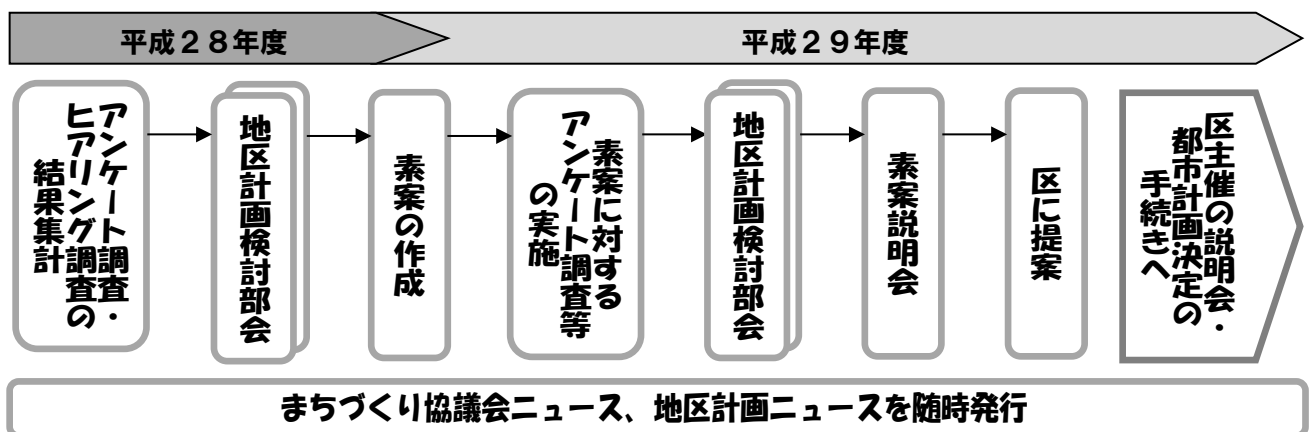 平成２８年度
平成２９年度
アンケート調査・
ヒアリング調査の
結果集計
地区計画検討部会
素案の作成
素案に対する
アンケート調査等
の実施
地区計画検討部会
素案説明会
区に提案
区主催の説明会・
都市計画決定の
手続きへ
まちづくり協議会ニュース、地区計画ニュースを随時発行